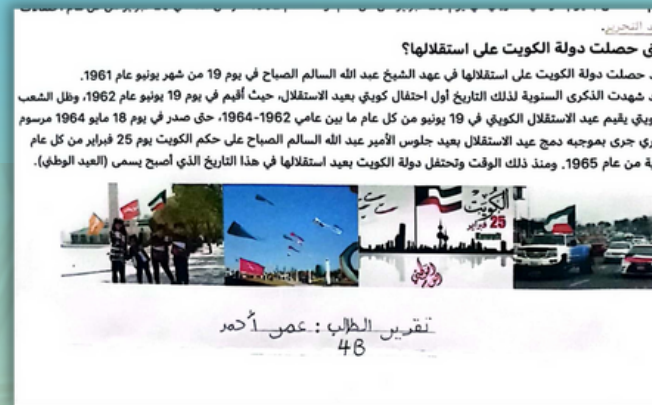 د التحرير.
حصلت دولة الكويت على استقلالها؟
حصلت دولة الكويت على استقلالها في عهد الشيخ عبد الله السالم الصباح في يوم 19 من شهر يونيو عام 1961.
شهدت الذكرى السنوية لذلك التاريخ أول احتفال كويتي بعيد الاستقلال، حيث أقيم في يوم 19 يونيو عام 1962، وظل الشعب
يتي يقيم عيد الاستقلال الكويتي في 19 يونيو من كل عام ما بين عامي 1962-1964، حتى صدر في يوم 18 مايو 1964 مرسوم
ري جرى بموجبه دمج عيد الاستقلال بعيد جلوس الأمير عبد الله السالم الصباح على حكم الكويت يوم 25 فبراير من كل عام
ية من عام 1965. ومنذ ذلك الوقت وتحتفل دولة الكويت بعيد استقلالها في هذا التاريخ الذي أصبح يسمى (العيد الوطني).
الكويت
25 فبراير
Kuwait
تقرير الطالب : عمر أحمد
4B